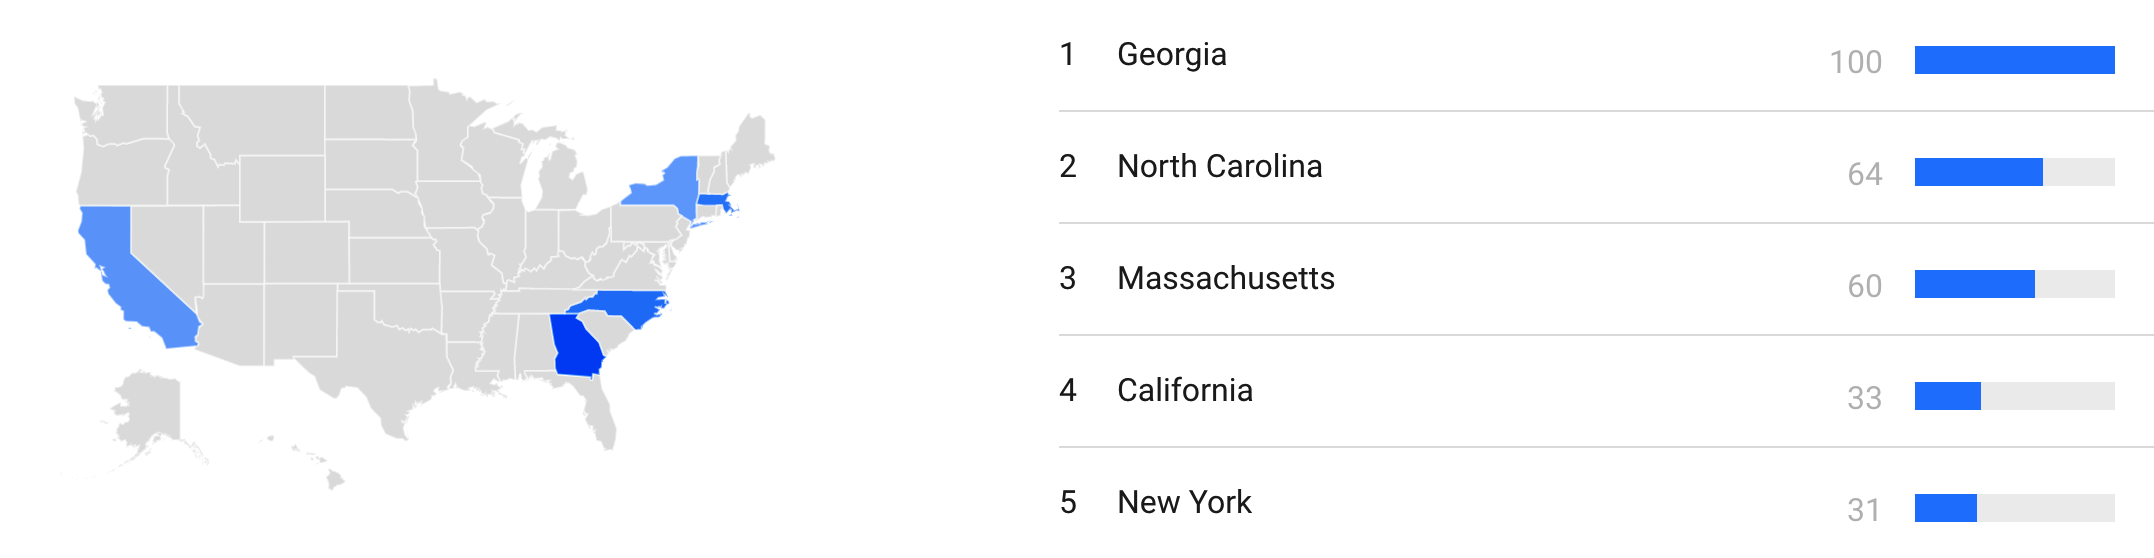 1 Georgia 100
2 North Carolina 64
3 Massachusetts 60
4 California 33
5 New York 31